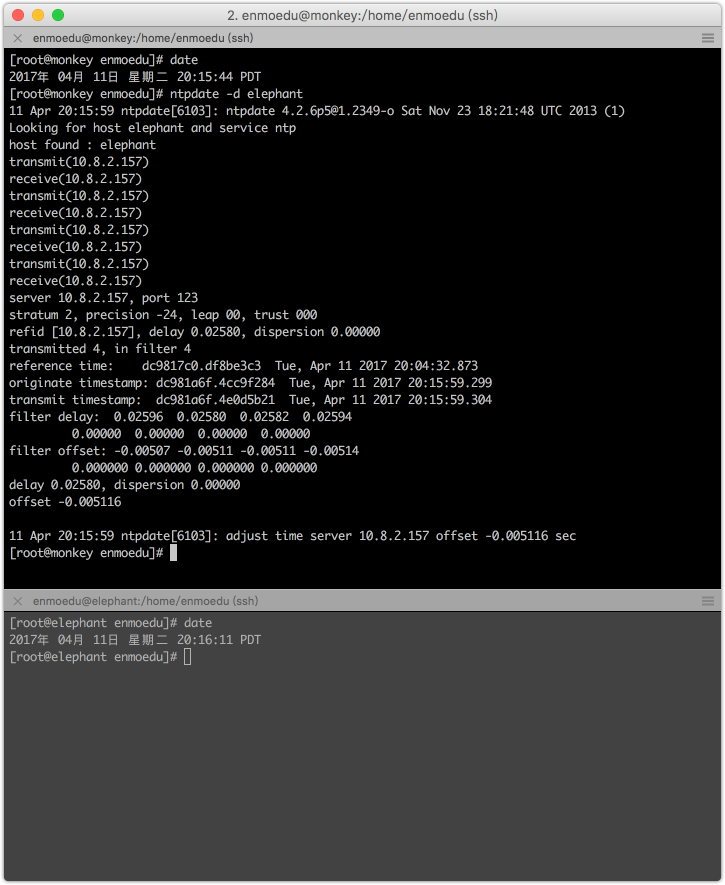 2. enmoedu@monkey:/home/enmoedu (ssh)
enmoedu@monkey:/home/enmoedu (ssh)
[root@monkey enmoedu]# date
2017年 04月 11日 星期二 20:15:44 PDT
[root@monkey enmoedu]# ntpdate -d elephant
11 Apr 20:15:59 ntpdate[6103]: ntpdate 4.2.6p5@1.2349-o Sat Nov 23 18:21:48 UTC 2013 (1)
Looking for host elephant and service ntp
host found : elephant
transmit(10.8.2.157)
receive(10.8.2.157)
transmit(10.8.2.157)
receive(10.8.2.157)
transmit(10.8.2.157)
receive(10.8.2.157)
transmit(10.8.2.157)
receive(10.8.2.157)
server 10.8.2.157, port 123
stratum 2, precision -24, leap 00, trust 000
refid [10.8.2.157], delay 0.02580, dispersion 0.00000
transmitted 4, in filter 4
reference time:    dc9817c0.df8be3c3  Tue, Apr 11 2017 20:04:32.873
originate timestamp: dc981a6f.4cc9f284  Tue, Apr 11 2017 20:15:59.299
transmit timestamp:  dc981a6f.4e0d5b21  Tue, Apr 11 2017 20:15:59.304
filter delay:  0.02596  0.02580  0.02582  0.02594
         0.00000  0.00000  0.00000  0.00000
filter offset: -0.00507 -0.00511 -0.00511 -0.00514
         0.000000 0.000000 0.000000 0.000000
delay 0.02580, dispersion 0.00000
offset -0.005116
11 Apr 20:15:59 ntpdate[6103]: adjust time server 10.8.2.157 offset -0.005116 sec
[root@monkey enmoedu]#
enmoedu@elephant:/home/enmoedu (ssh)
[root@elephant enmoedu]# date
2017年 04月 11日 星期二 20:16:11 PDT
[root@elephant enmoedu]#